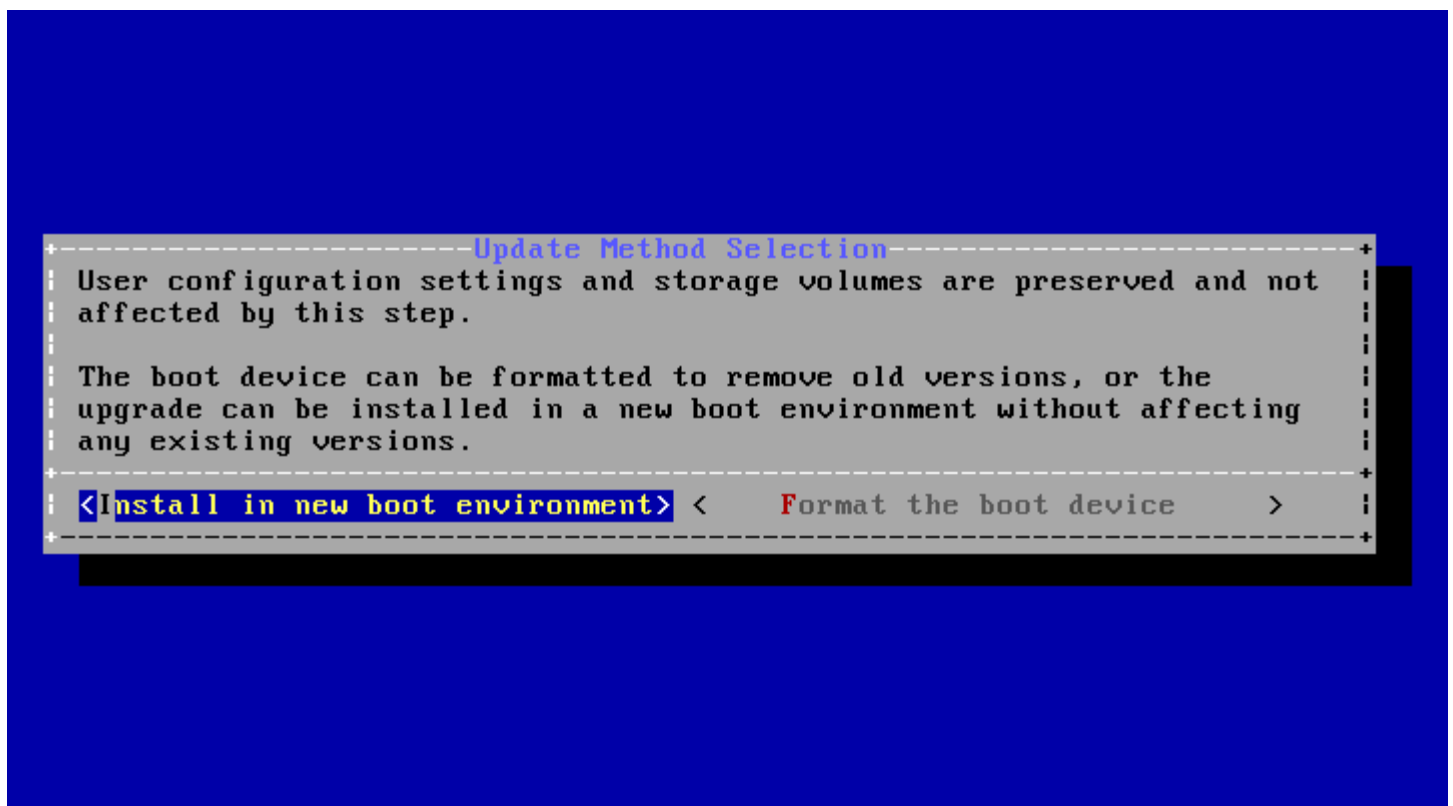 Update Method Selection
User configuration settings and storage volumes are preserved and not
affected by this step.
The boot device can be formatted to remove old versions, or the
upgrade can be installed in a new boot environment without affecting
any existing versions.
<Install in new boot environment> < Format the boot device >